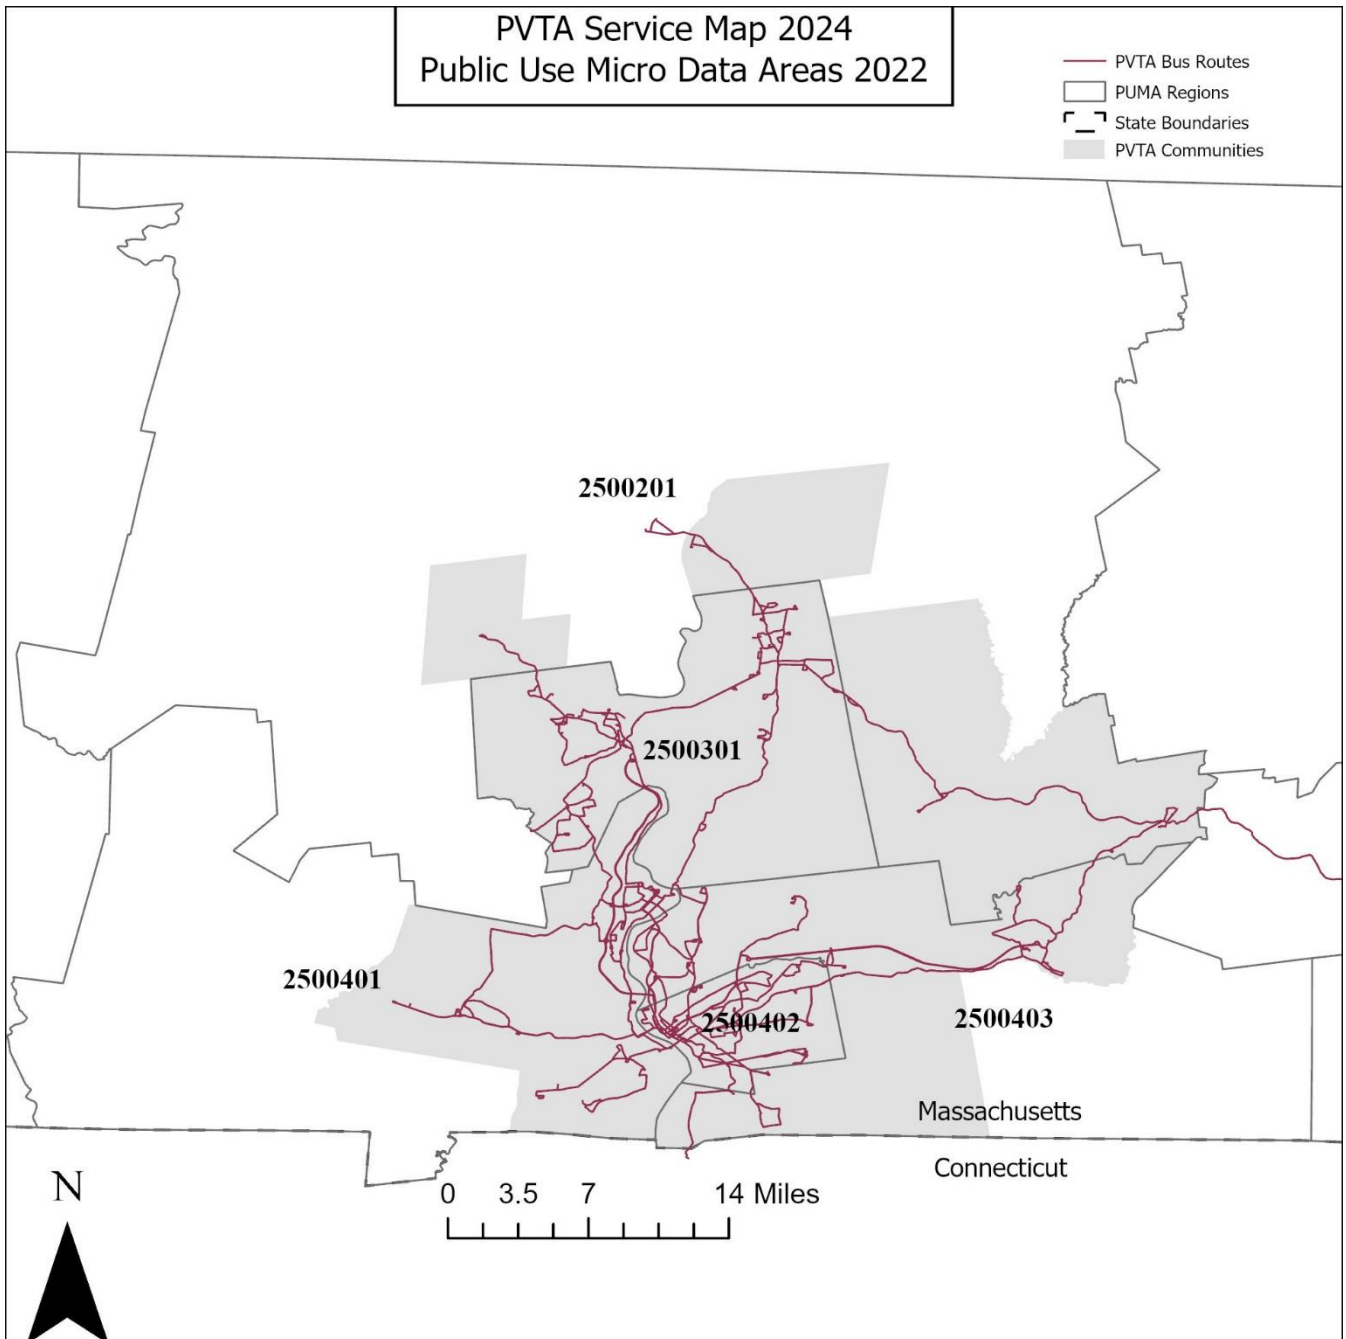 PVTA Service Map 2024
Public Use Micro Data Areas 2022
PVTA Bus Routes
PUMA Regions
State Boundaries
PVTA Communities
2500201
2500301
2500401
2500402
2500403
Massachusetts
Connecticut
N
0 3.5 7 14 Miles